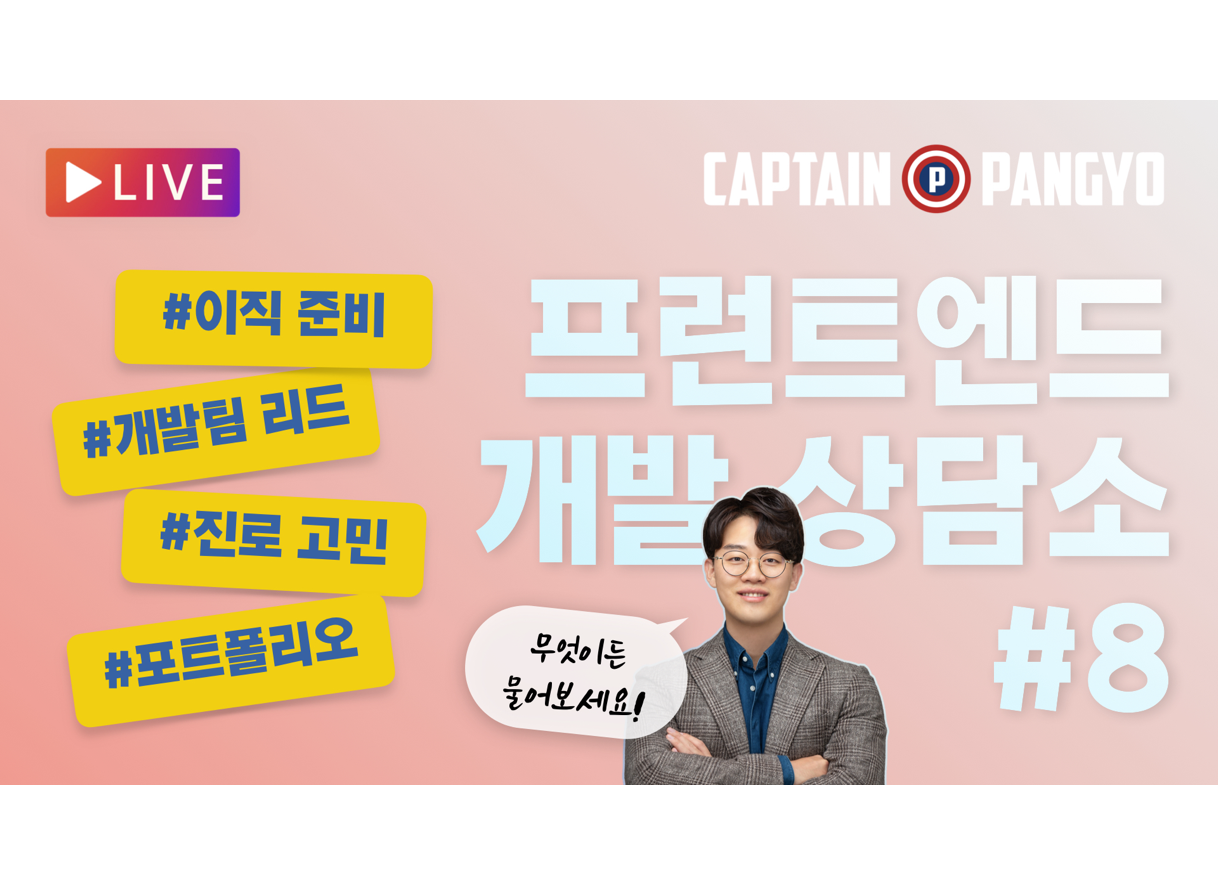 LIVE
CAPTAIN P PANGYO
#이직 준비
#개발팀 리드
#진로 고민
#포트폴리오
프런트엔드
개발 상담소
#8
무엇이든
물어보세요!